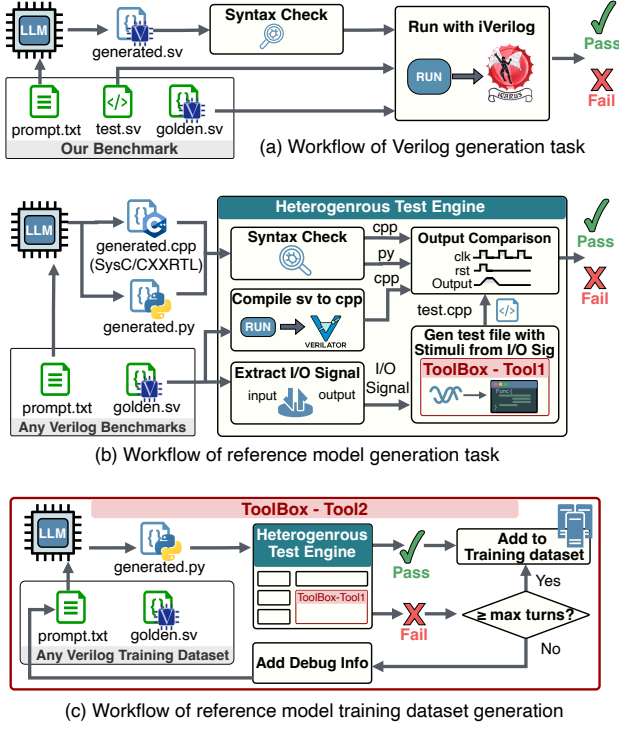 LLM
generated.sv
Syntax Check
Run with iVerilog
RUN
ICARUS
Pass
Fail
prompt.txt
test.sv
golden.sv
Our Benchmark
(a) Workflow of Verilog generation task
LLM
generated.cpp
(SysC/CXXRTL)
generated.py
prompt.txt
golden.sv
Any Verilog Benchmarks
Heterogenrous Test Engine
Syntax Check
cpp
py
cpp
Output Comparison
clk
rst
Output
Compile sv to cpp
RUN
VERILATOR
test.cpp
Extract I/O Signal
input
output
I/O
Signal
Gen test file with
Stimuli from I/O Sig
ToolBox - Tool1
Func {
Pass
Fail
(b) Workflow of reference model generation task
ToolBox - Tool2
LLM
generated.py
Heterogenrous
Test Engine
ToolBox-Tool1
Pass
Fail
Add to
Training dataset
Yes
≥ max turns?
No
Add Debug Info
prompt.txt
golden.sv
Any Verilog Training Dataset
(c) Workflow of reference model training dataset generation